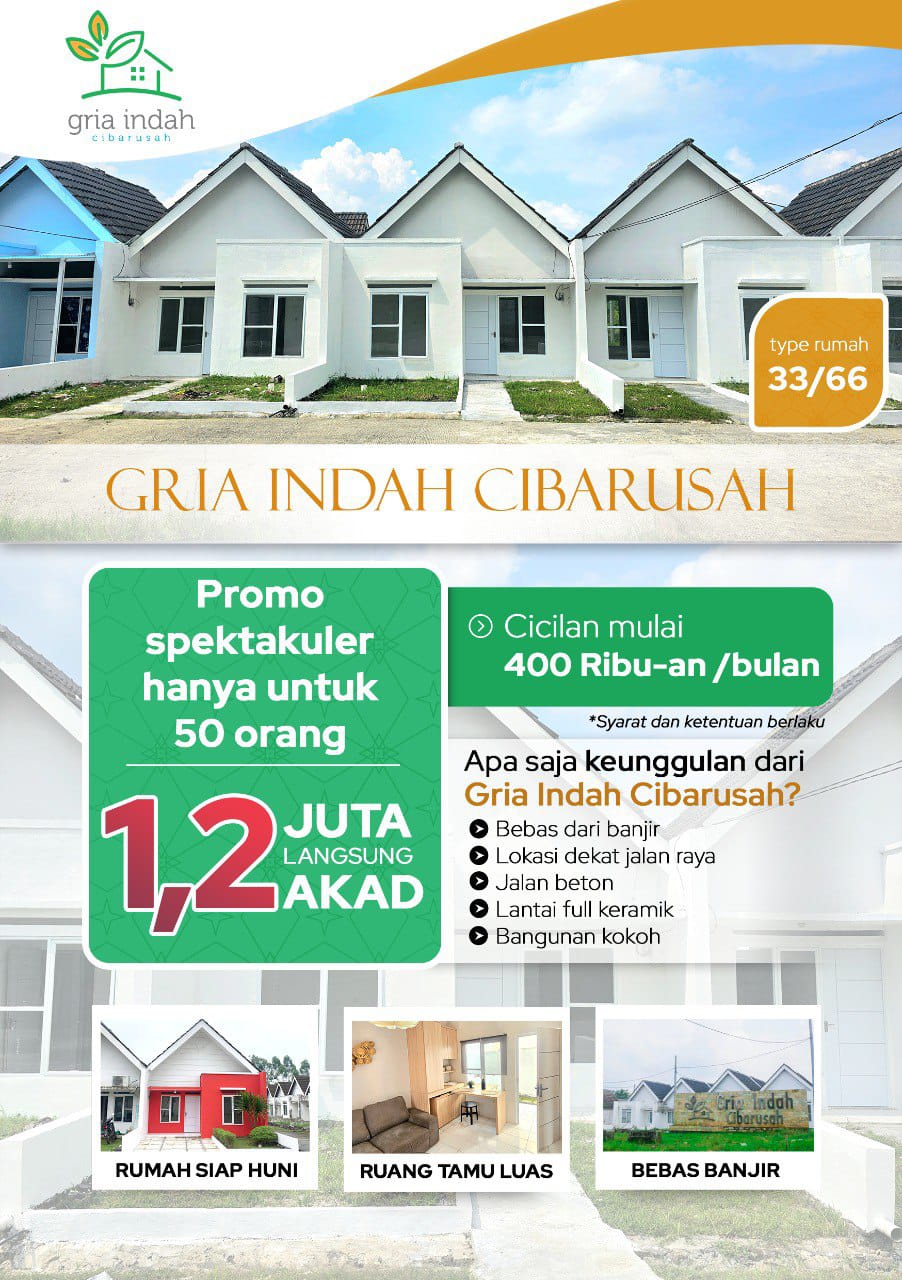 gria indah
cibarusah
type rumah
33/66
GRIA INDAH CIBARUSAH
Promo
spektakuler
hanya untuk
50 orang
1,2 JUTA
LANGSUNG
AKAD
Cicilan mulai
400 Ribu-an /bulan
*Syarat dan ketentuan berlaku
Apa saja keunggulan dari
Gria Indah Cibarusah?
Bebas dari banjir
Lokasi dekat jalan raya
Jalan beton
Lantai full keramik
Bangunan kokoh
RUMAH SIAP HUNI
RUANG TAMU LUAS
Gria Indah
Cibarusah
BEBAS BANJIR